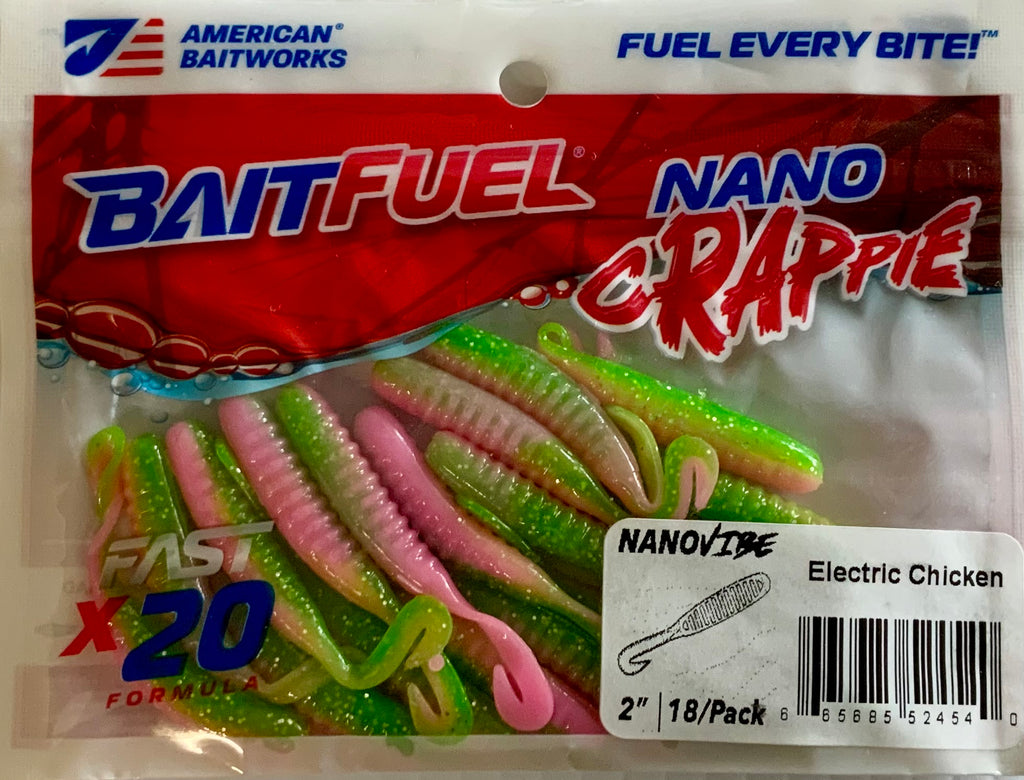 AMERICAN®
BAITWORKS
FUEL EVERY BITE!™
BAITFUEL®
NANO
CRAPPIE
FAST
x20
FORMULA
NANOVIBE
Electric Chicken
2" | 18/Pack
6 65685 52454 0